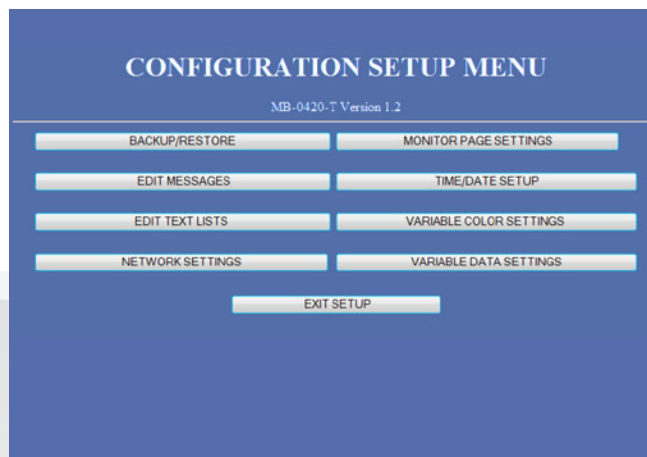 CONFIGURATION SETUP MENU
MB-0420-T Version 1.2
BACKUP/RESTORE MONITOR PAGE SETTINGS
EDIT MESSAGES TIME/DATE SETUP
EDIT TEXT LISTS VARIABLE COLOR SETTINGS
NETWORK SETTINGS VARIABLE DATA SETTINGS
EXIT SETUP